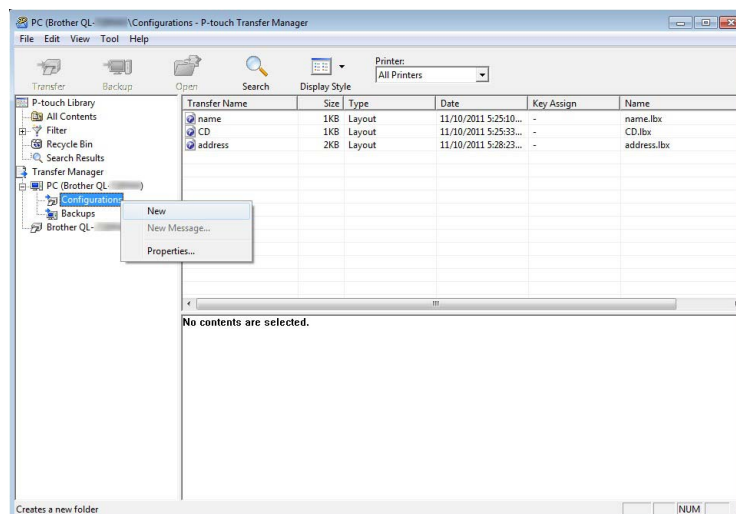 PC (Brother QL- \Configurations - P-touch Transfer Manager
File Edit View Tool Help
Transfer Backup Open Search Display Style
Printer:
All Printers
P-touch Library
All Contents
Filter
Recycle Bin
Search Results
Transfer Manager
PC (Brother QL- )
Configurations
Backups
Brother QL-
New
New Message...
Properties...
Transfer Name Size Type Date Key Assign Name
name 1KB Layout 11/10/2011 5:25:10... - name.lbx
CD 1KB Layout 11/10/2011 5:25:33... - CD.lbx
address 2KB Layout 11/10/2011 5:28:23... - address.lbx
No contents are selected.
Creates a new folder NUM